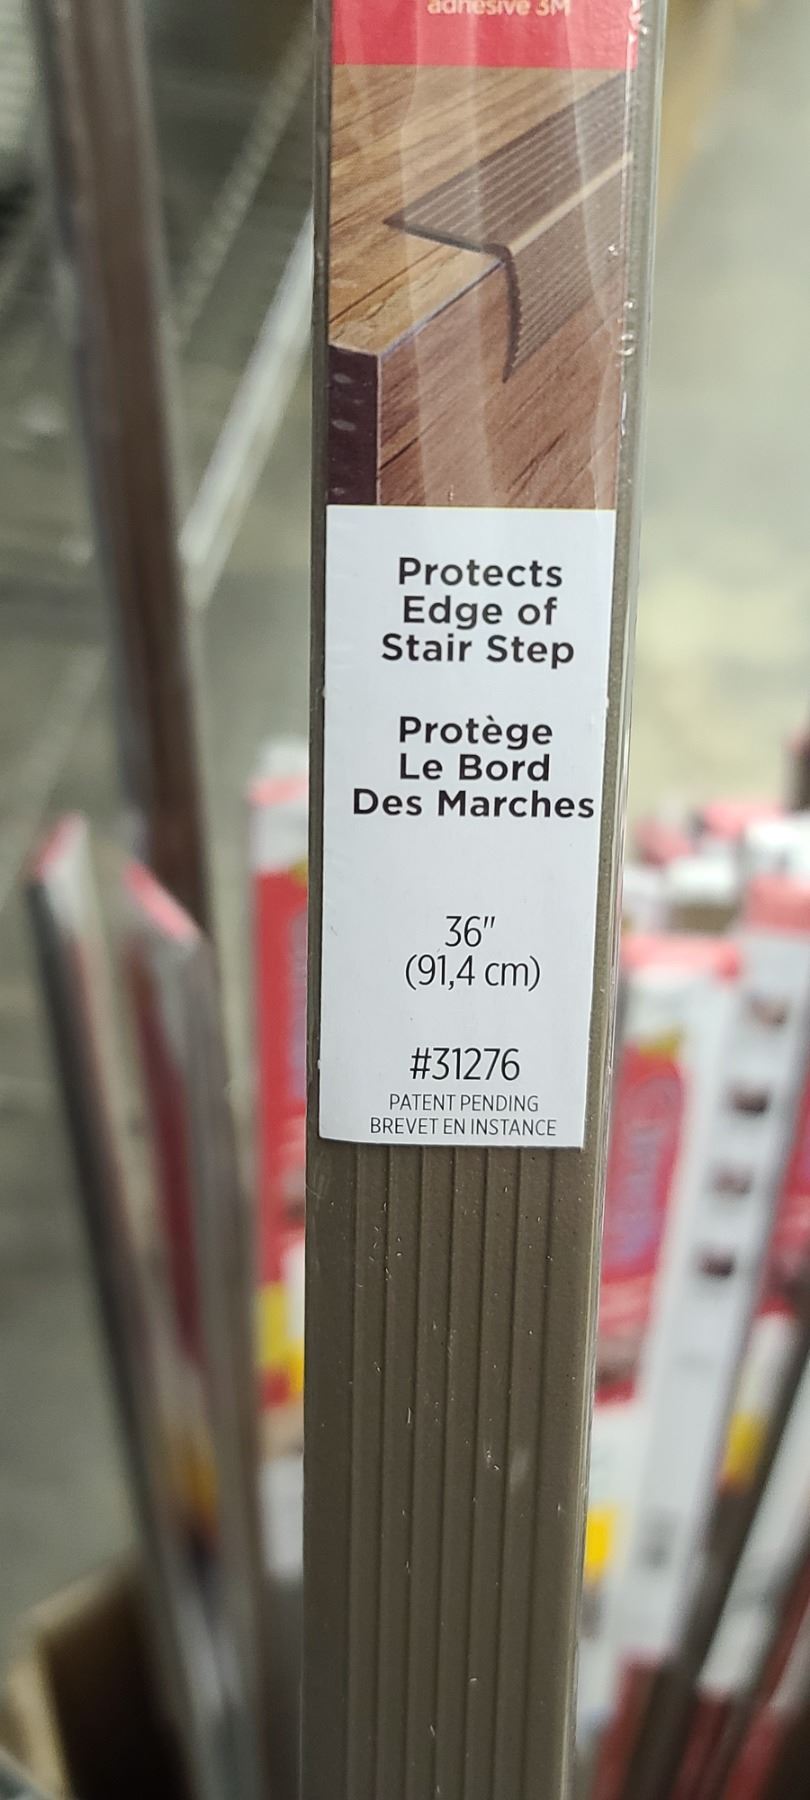 adhésive 3M
Protects
Edge of
Stair Step
Protège
Le Bord
Des Marches
36"
(91,4 cm)
#31276
PATENT PENDING
BREVET EN INSTANCE